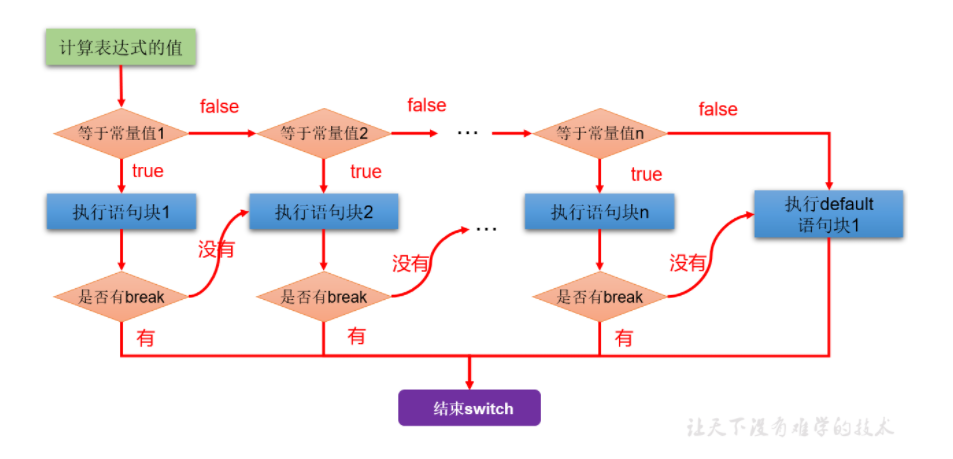 计算表达式的值
false
false
false
等于常量值1
等于常量值2
...
等于常量值n
true
true
true
执行语句块1
执行语句块2
执行语句块n
执行default
语句块1
没有
没有
...
没有
是否有break
是否有break
是否有break
有
有
有
结束switch
让天下没有难学的技术